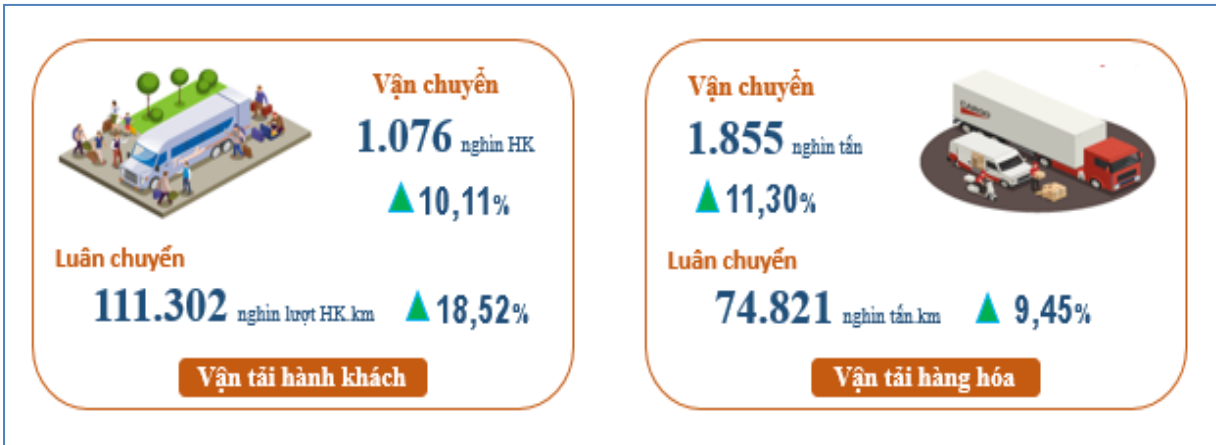 Vận chuyển
1.076 nghìn HK
10,11%
Luân chuyển
111.302 nghìn lượt HK.km 18,52%
Vận tải hành khách
Vận chuyển
1.855 nghìn tấn
11,30%
CARGO
Luân chuyển
74.821 nghìn tấn.km 9,45%
Vận tải hàng hóa